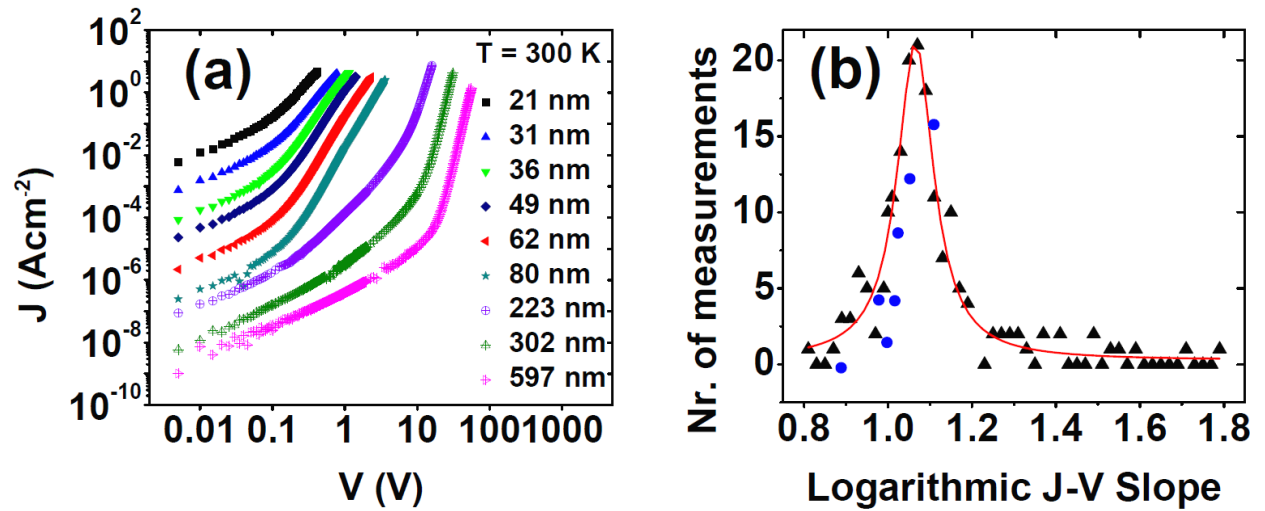 (a)
T = 300 K
21 nm
31 nm
36 nm
49 nm
62 nm
80 nm
223 nm
302 nm
597 nm
J (Acm-2)
10^4
10^2
10^0
10^-2
10^-4
10^-6
10^-8
10^-10
0.01 0.1 1 10 100 1000
V (V)
(b)
Nr. of measurements
20
15
10
5
0
0.8 1.0 1.2 1.4 1.6 1.8
Logarithmic J-V Slope